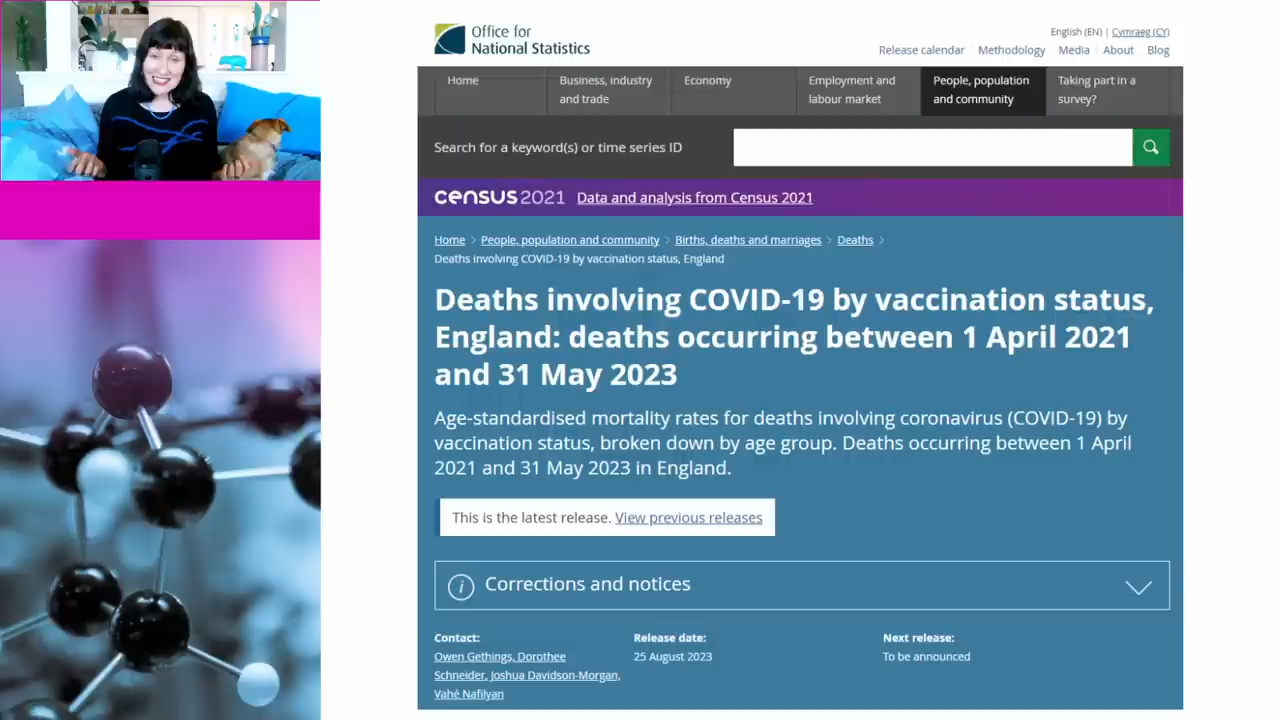 Office for
National Statistics
English (EN) | Cymraeg (CY)
Release calendar Methodology Media About Blog
Home
Business, industry
and trade
Economy
Employment and
labour market
People, population
and community
Taking part in a
survey?
Search for a keyword(s) or time series ID
census2021 Data and analysis from Census 2021
Home > People, population and community > Births, deaths and marriages > Deaths >
Deaths involving COVID-19 by vaccination status, England
Deaths involving COVID-19 by vaccination status,
England: deaths occurring between 1 April 2021
and 31 May 2023
Age-standardised mortality rates for deaths involving coronavirus (COVID-19) by
vaccination status, broken down by age group. Deaths occurring between 1 April
2021 and 31 May 2023 in England.
This is the latest release. View previous releases
i Corrections and notices
Contact:
Owen Gethings, Dorothee
Schneider, Joshua Davidson-Morgan,
Vahé Nafilyan
Release date:
25 August 2023
Next release:
To be announced